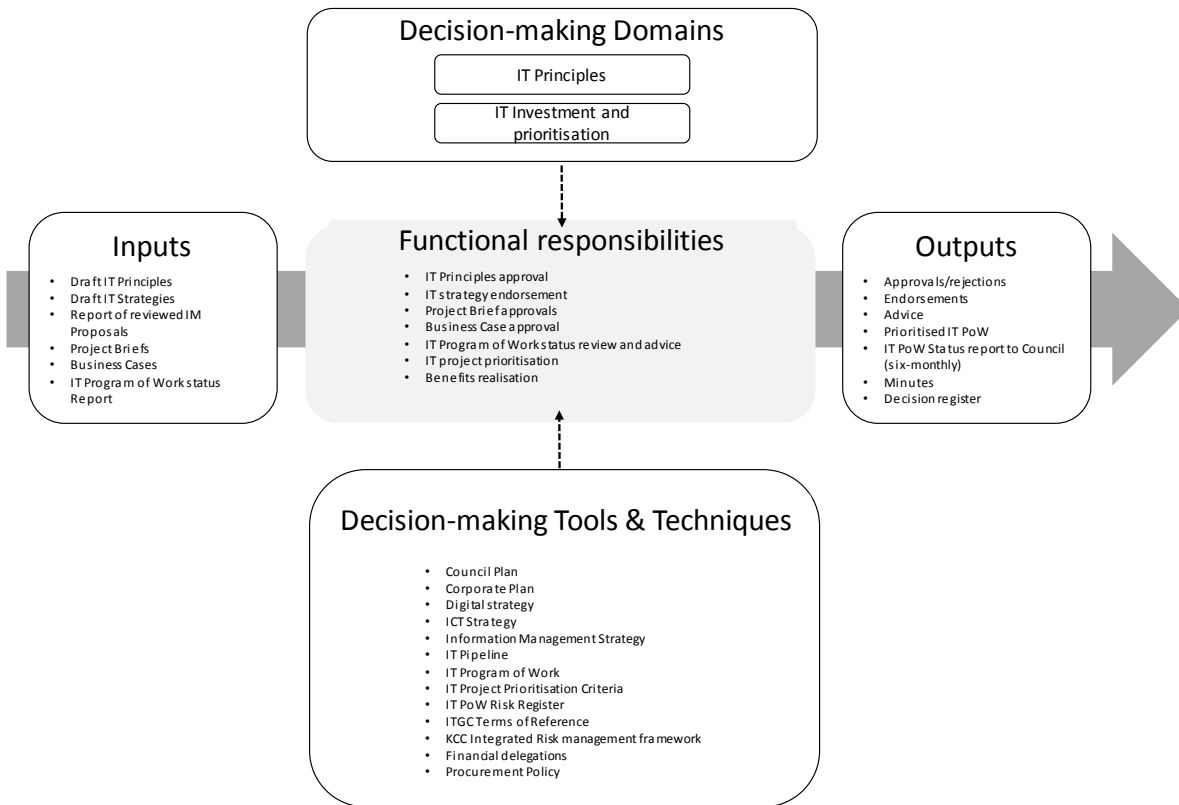 Decision-making Domains
IT Principles
IT Investment and
prioritisation
Inputs
• Draft IT Principles
• Draft IT Strategies
• Report of reviewed IM
Proposals
• Project Briefs
• Business Cases
• IT Program of Work status
Report
Functional responsibilities
• IT Principles approval
• IT strategy endorsement
• Project Brief approvals
• Business Case approval
• IT Program of Work status review and advice
• IT project prioritisation
• Benefits realisation
Outputs
• Approvals/rejections
• Endorsements
• Advice
• Prioritised IT PoW
• IT PoW Status report to Council
(six-monthly)
• Minutes
• Decision register
Decision-making Tools & Techniques
• Council Plan
• Corporate Plan
• Digital strategy
• ICT Strategy
• Information Management Strategy
• IT Pipeline
• IT Program of Work
• IT Project Prioritisation Criteria
• IT PoW Risk Register
• ITGC Terms of Reference
• KCC Integrated Risk management framework
• Financial delegations
• Procurement Policy